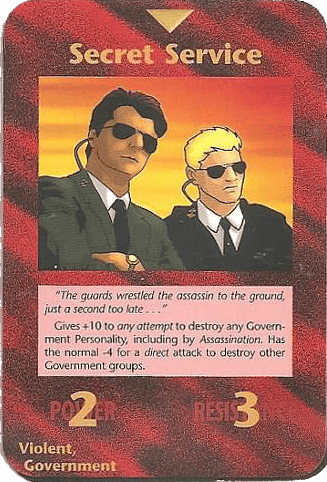 Secret Service
"The guards wrestled the assassin to the ground,
just a second too late . . ."
Gives +10 to any attempt to destroy any Govern-
ment Personality, including by Assassination. Has
the normal -4 for a direct attack to destroy other
Government groups.
POWER 2 RESISTANCE 3
Violent,
Government